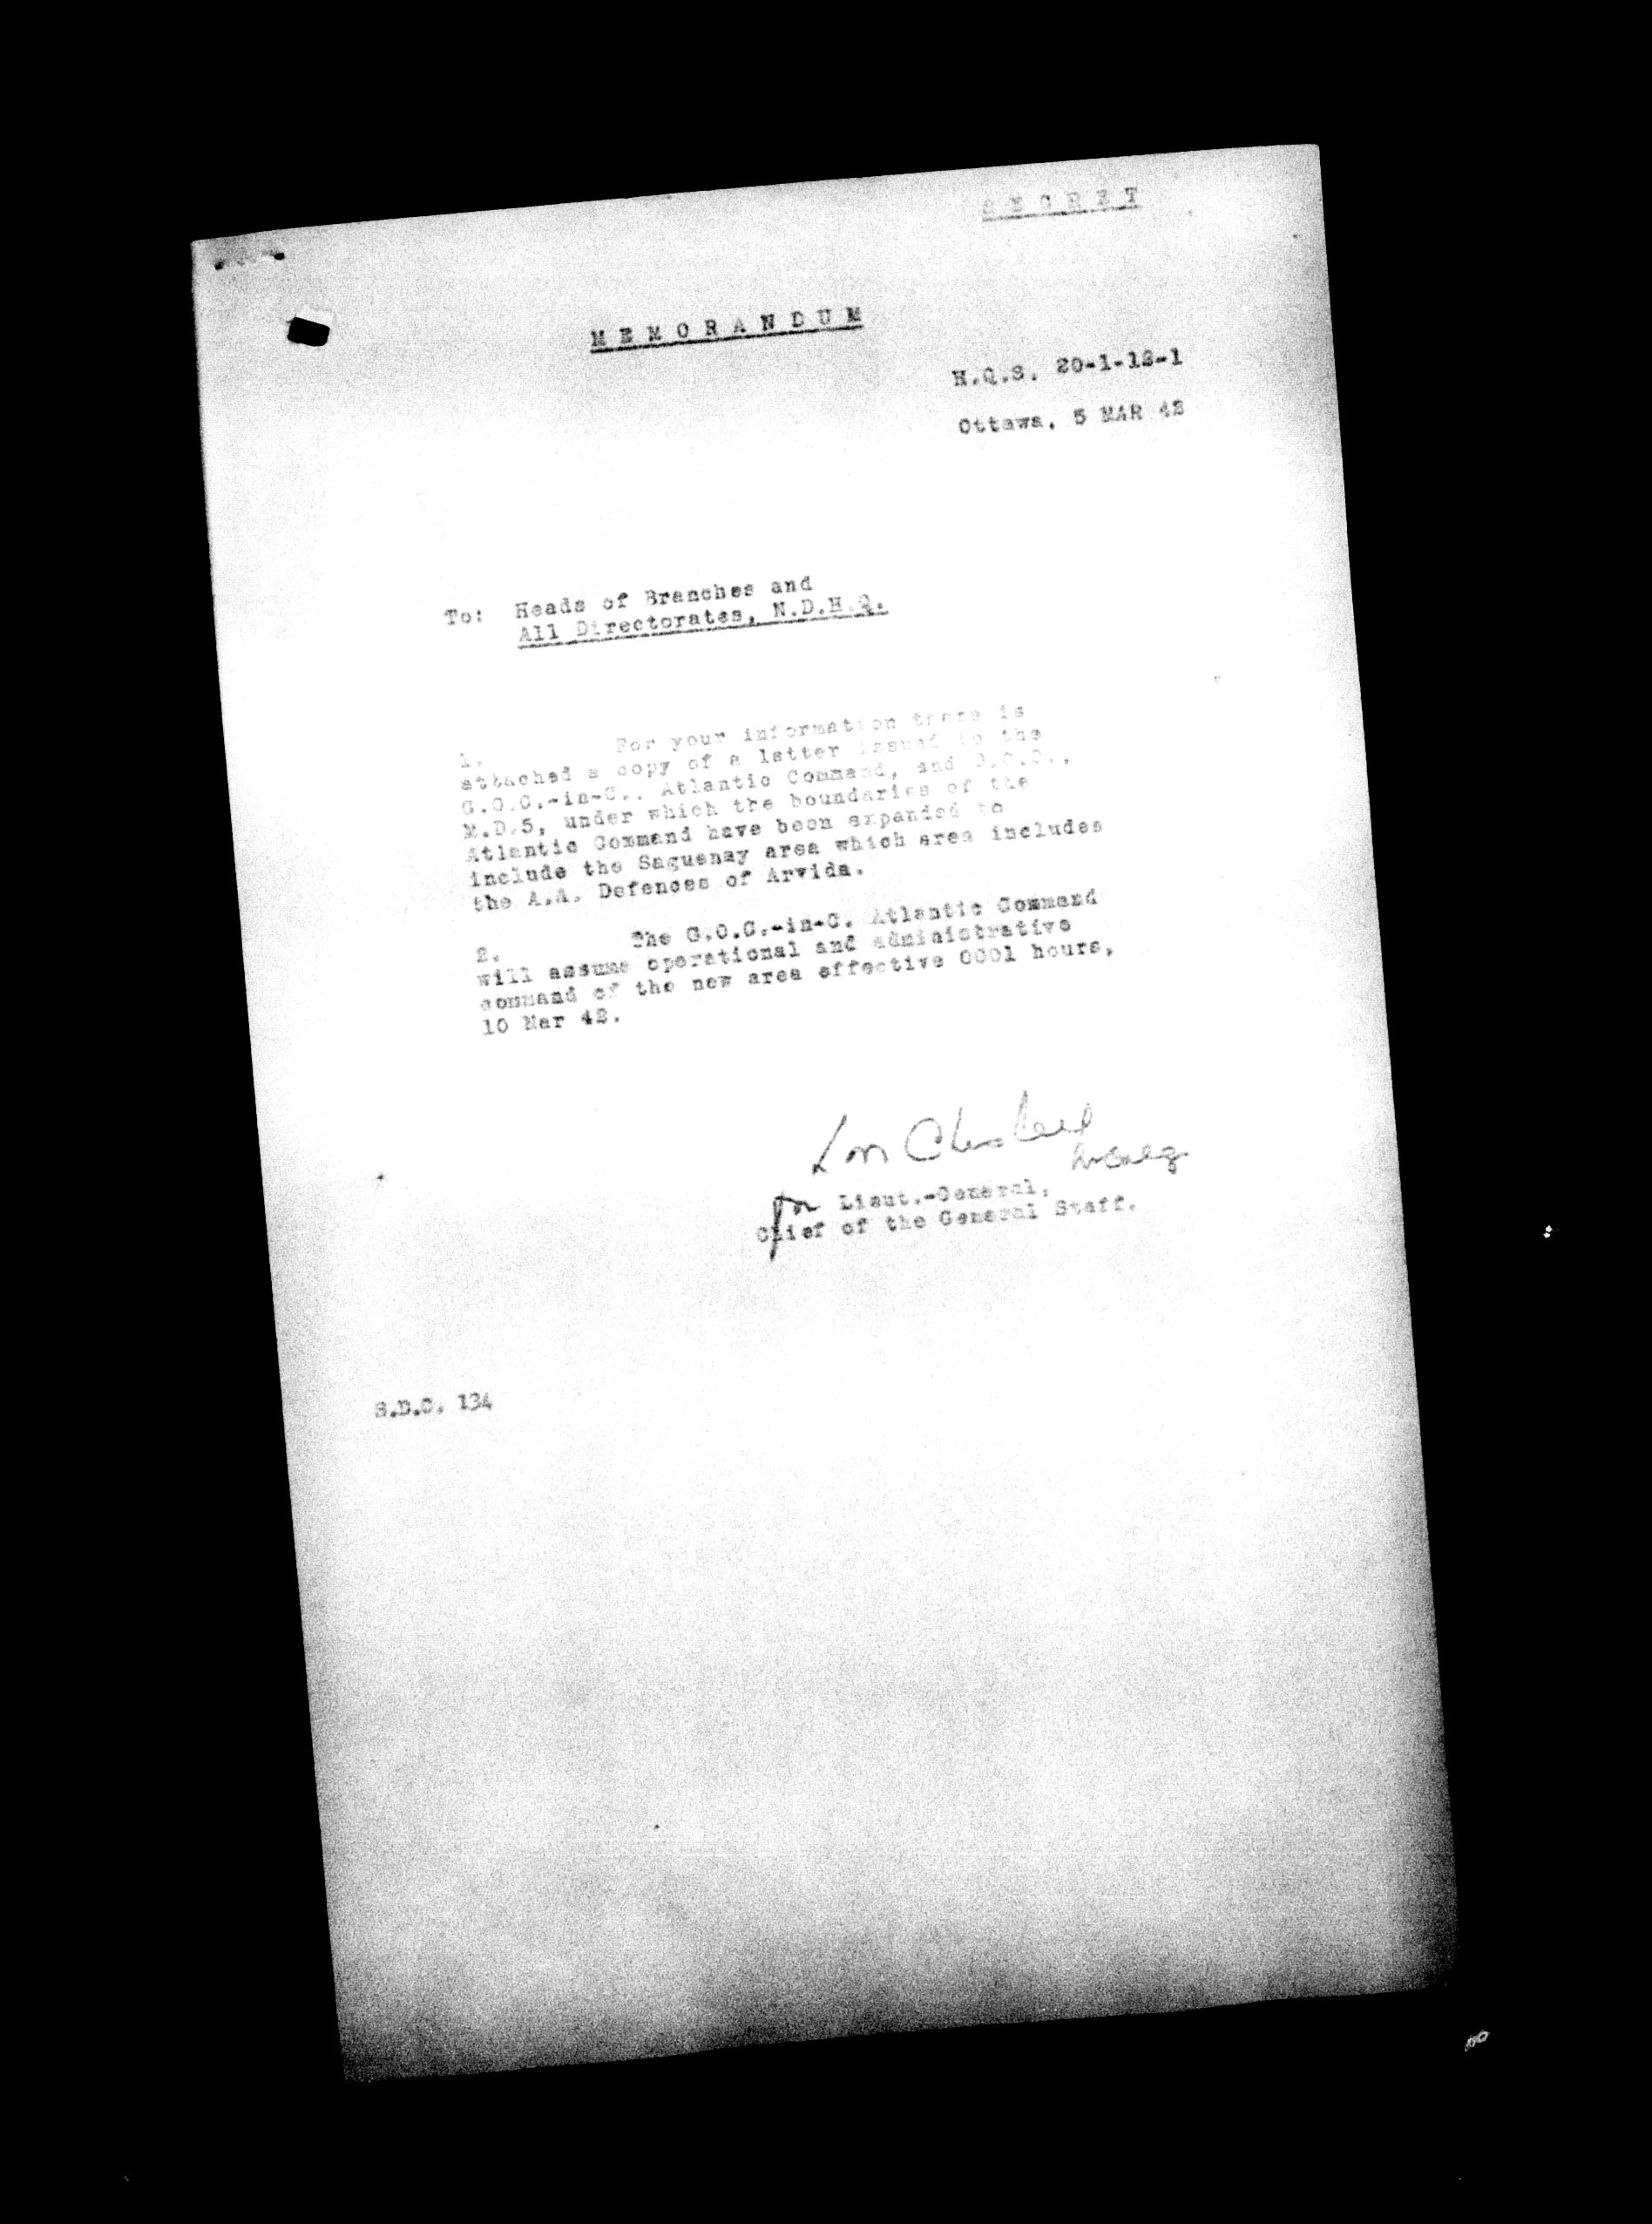 SECRET
MEMORANDUM
H.Q.S. 20-1-12-1
Ottawa, 5 MAR 42
To: Heads of Branches and
All Directorates, N.D.H.Q.
1. For your information there is
attached a copy of a letter issued to the
G.O.C.-in-C., Atlantic Command, and D.O.C.,
M.D.5, under which the boundaries of the
Atlantic Command have been expanded to
include the Saguenay area which area includes
the A.A. Defences of Arvida.
2. The G.O.C.-in-C. Atlantic Command
will assume operational and administrative
command of the new area effective 0001 hours,
10 Mar 42.
for Lieut.-General,
Chief of the General Staff.
S.D.C. 134